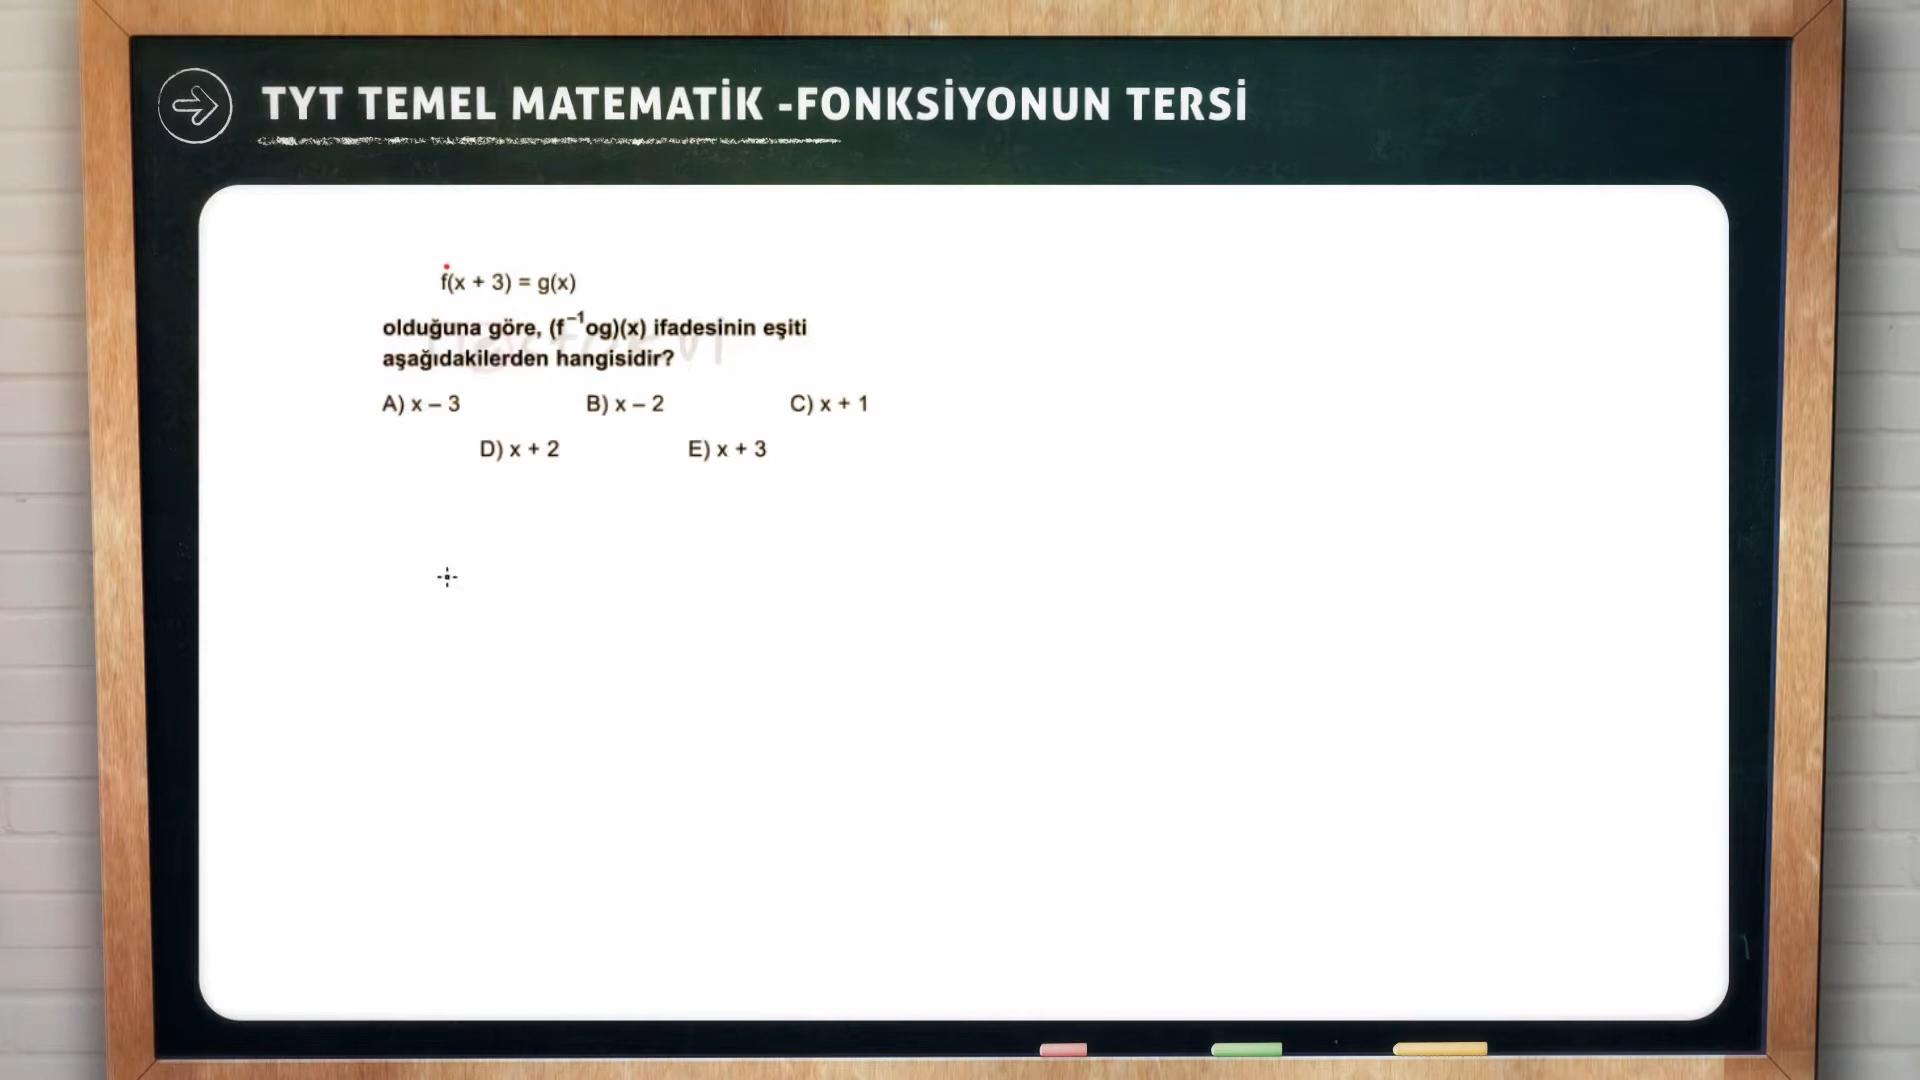 TYT TEMEL MATEMATİK -FONKSİYONUN TERSİ
f(x + 3) = g(x)
olduğuna göre, (f⁻¹og)(x) ifadesinin eşiti
aşağıdakilerden hangisidir?
A) x – 3 B) x – 2 C) x + 1
D) x + 2 E) x + 3